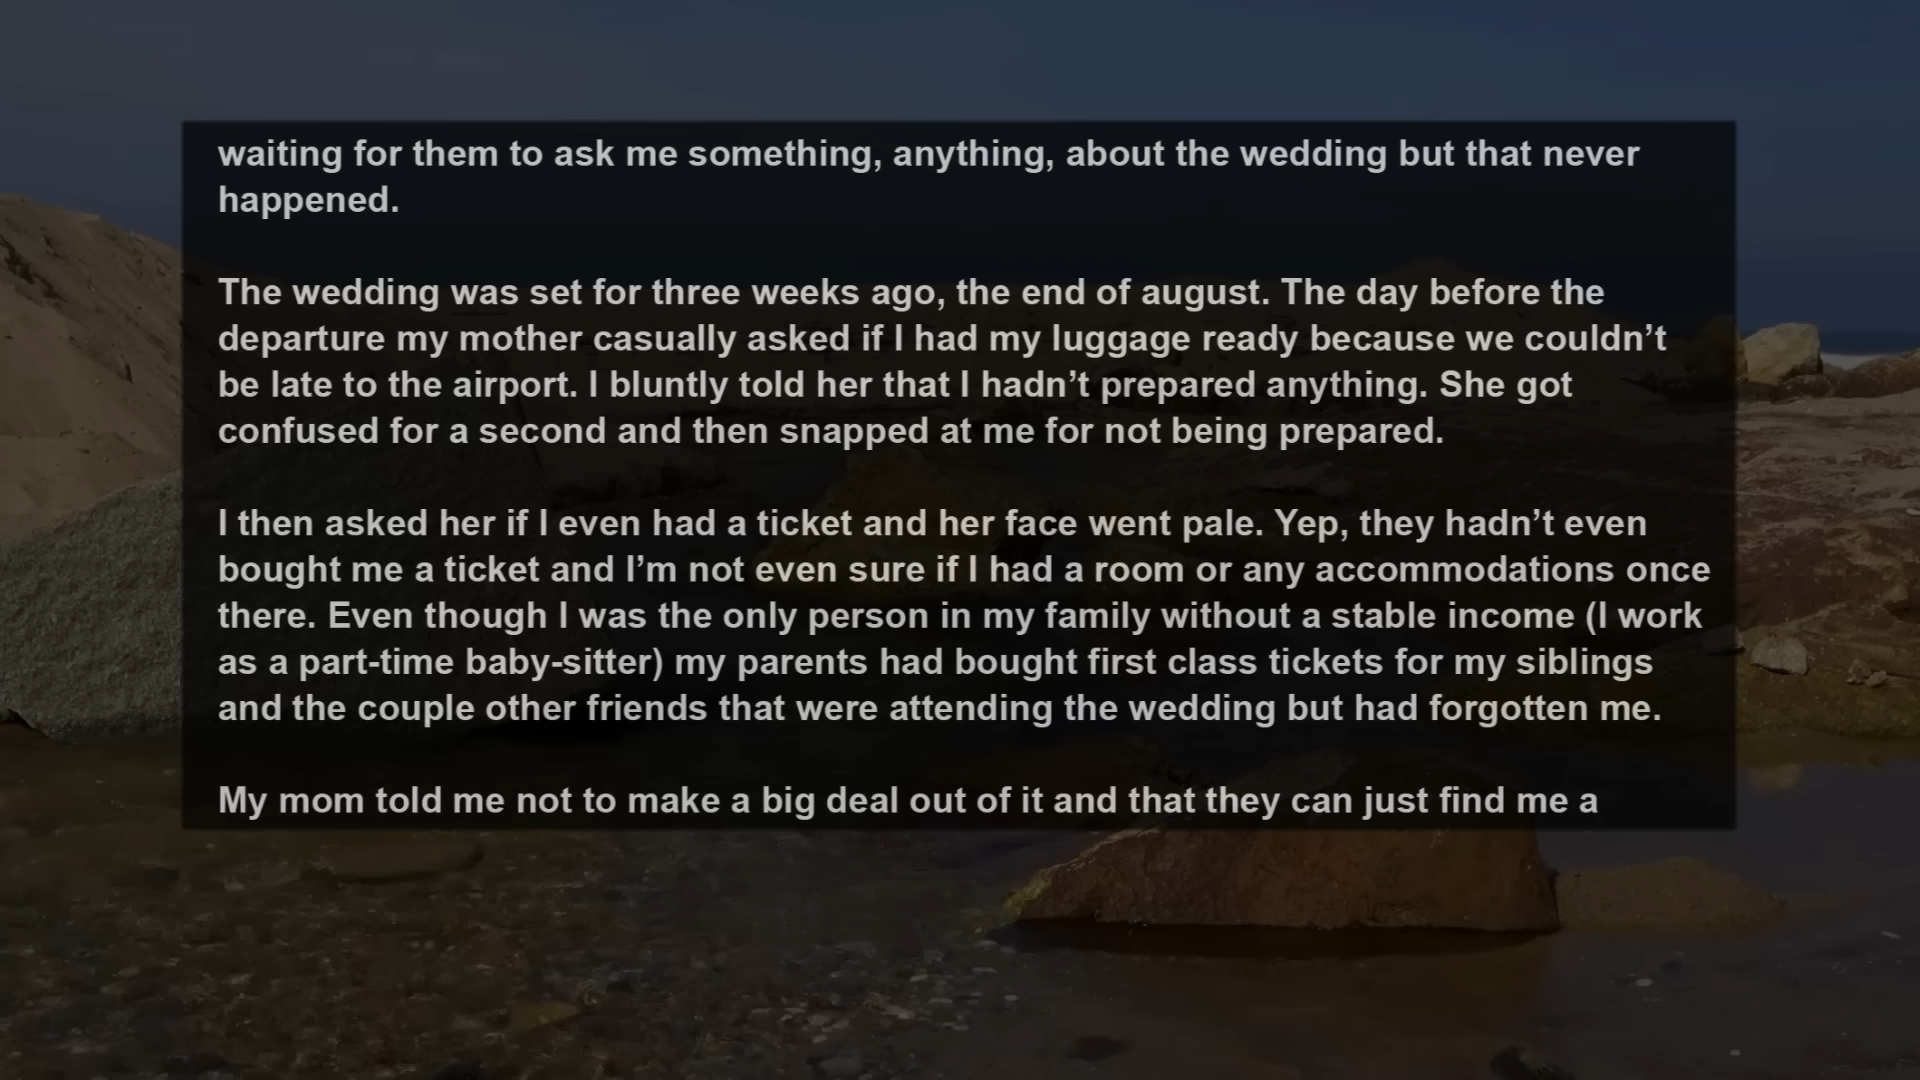 waiting for them to ask me something, anything, about the wedding but that never
happened.
The wedding was set for three weeks ago, the end of august. The day before the
departure my mother casually asked if I had my luggage ready because we couldn’t
be late to the airport. I bluntly told her that I hadn’t prepared anything. She got
confused for a second and then snapped at me for not being prepared.
I then asked her if I even had a ticket and her face went pale. Yep, they hadn’t even
bought me a ticket and I’m not even sure if I had a room or any accommodations once
there. Even though I was the only person in my family without a stable income (I work
as a part-time baby-sitter) my parents had bought first class tickets for my siblings
and the couple other friends that were attending the wedding but had forgotten me.
My mom told me not to make a big deal out of it and that they can just find me a